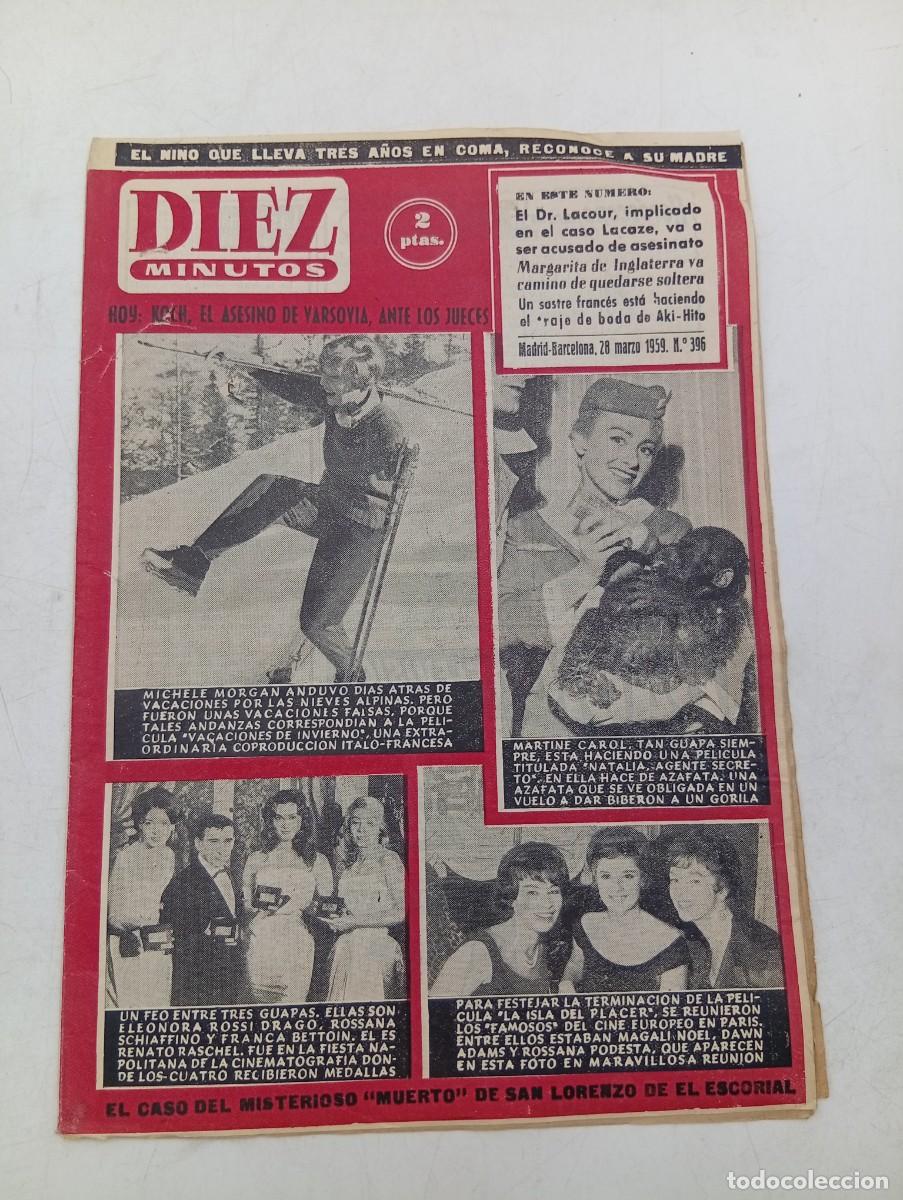 EL NIÑO QUE LLEVA TRES AÑOS EN COMA, RECONOCE A SU MADRE
DIEZ
MINUTOS
2
ptas.
EN ESTE NUMERO:
El Dr. Lacour, implicado
en el caso Lacaze, va a
ser acusado de asesinato
Margarita de Inglaterra va
camino de quedarse soltera
Un sastre francés está haciendo
el traje de boda de Aki-Hito
Madrid-Barcelona, 28 marzo 1959. N.º 396
HOY: KOCH, EL ASESINO DE VARSOVIA, ANTE LOS JUECES
MICHELE MORGAN ANDUVO DIAS ATRAS DE
VACACIONES POR LAS NIEVES ALPINAS. PERO
FUERON UNAS VACACIONES FALSAS, PORQUE
TALES ANDANZAS CORRESPONDIAN A LA PELI-
CULA "VACACIONES DE INVIERNO", UNA EXTRA-
ORDINARIA COPRODUCCION ITALO-FRANCESA
MARTINE CAROL, TAN GUAPA SIEM-
PRE, ESTA HACIENDO UNA PELICULA
TITULADA "NATALIA, AGENTE SECRE-
TO". EN ELLA HACE DE AZAFATA. UNA
AZAFATA QUE SE VE OBLIGADA EN UN
VUELO A DAR BIBERON A UN GORILA
UN FEO ENTRE TRES GUAPAS. ELLAS SON
ELEONORA ROSSI DRAGO, ROSSANA
SCHIAFFINO Y FRANCA BETTOIN. EL ES
RENATO RASCHEL. FUE EN LA FIESTA NA-
POLITANA DE LA CINEMATOGRAFIA DON-
DE LOS CUATRO RECIBIERON MEDALLAS
PARA FESTEJAR LA TERMINACION DE LA PELI-
CULA "LA ISLA DEL PLACER", SE REUNIERON
LOS "FAMOSOS" DEL CINE EUROPEO EN PARIS.
ENTRE ELLOS ESTABAN MAGALI NOEL, DAWN
ADAMS Y ROSSANA PODESTA, QUE APARECEN
EN ESTA FOTO EN MARAVILLOSA REUNION
EL CASO DEL MISTERIOSO "MUERTO" DE SAN LORENZO DE EL ESCORIAL
todocoleccion.net